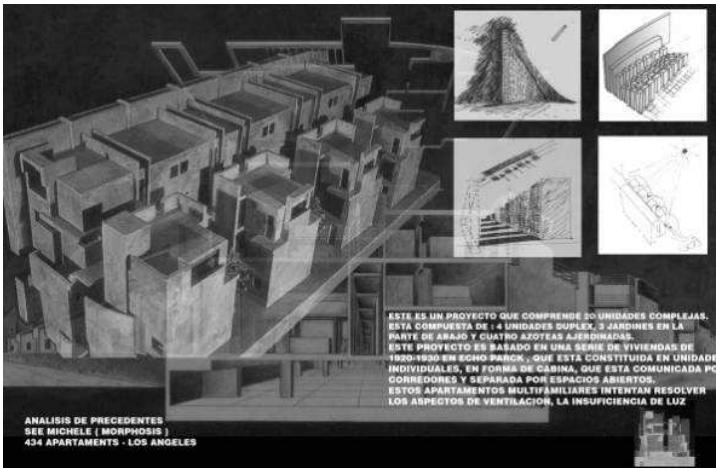 ESTE ES UN PROYECTO QUE COMPRENDE 20 UNIDADES COMPLEJAS.
ESTA COMPUESTA DE : 4 UNIDADES DUPLEX, 3 JARDINES EN LA
PARTE DE ABAJO Y CUATRO AZOTEAS AJERDINADAS.
ESTE PROYECTO ES BASADO EN UNA SERIE DE VIVIENDAS DE
1920-1930 EN ECHO PARCK , QUE ESTA CONSTITUIDA EN UNIDADE
INDIVIDUALES, EN FORMA DE CABINA, QUE ESTA COMUNICADA PO
CORREDORES Y SEPARADA POR ESPACIOS ABIERTOS.
ESTOS APARTAMENTOS MULTIFAMILIARES INTENTAN RESOLVER
LOS ASPECTOS DE VENTILACION, LA INSUFICIENCIA DE LUZ
ANALISIS DE PRECEDENTES
SEE MICHELE ( MORPHOSIS )
434 APARTAMENTS - LOS ANGELES